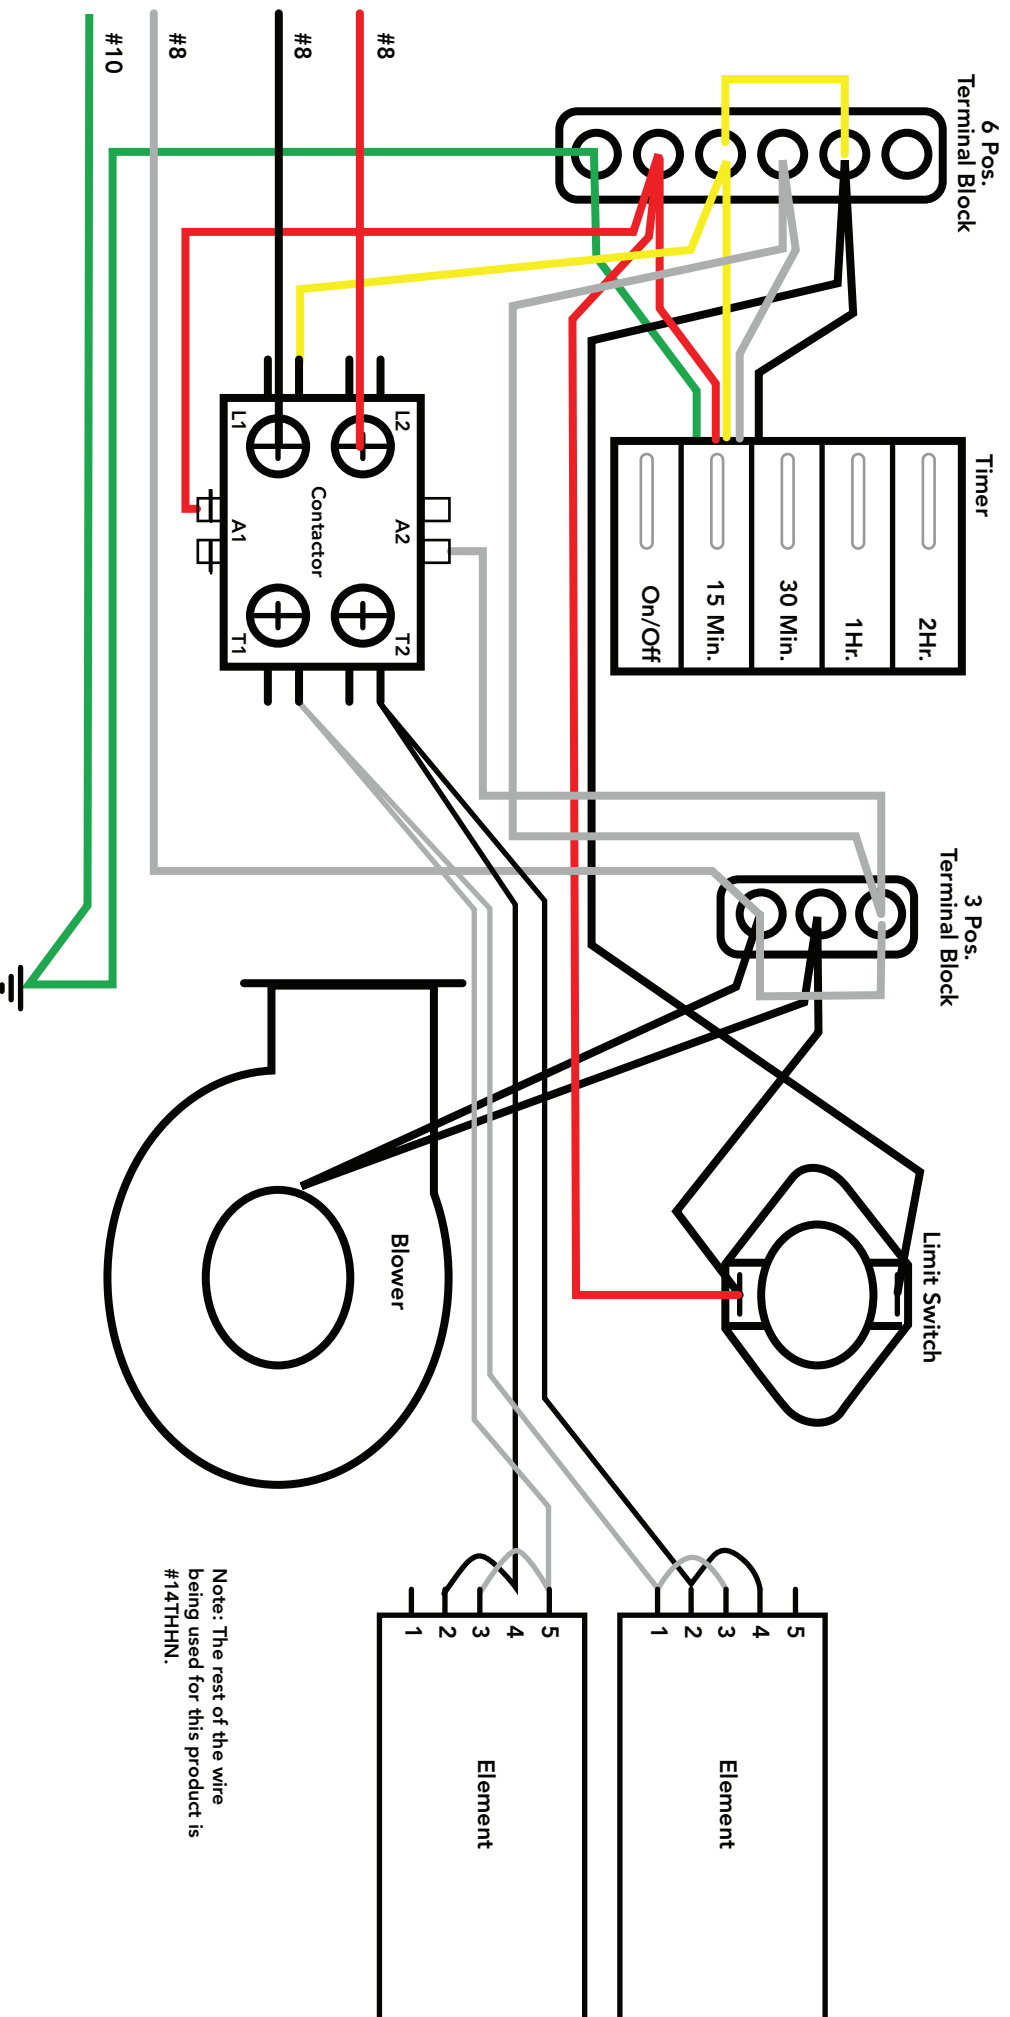 #8
#8
#8
#10
6 Pos.
Terminal Block
Timer
2Hr.
1Hr.
30 Min.
15 Min.
On/Off
L2
L1
Contactor
A2
A1
T2
T1
3 Pos.
Terminal Block
Limit Switch
Blower
5
4
3
2
1
Element
5
4
3
2
1
Element
Note: The rest of the wire
being used for this product is
#14THHN.